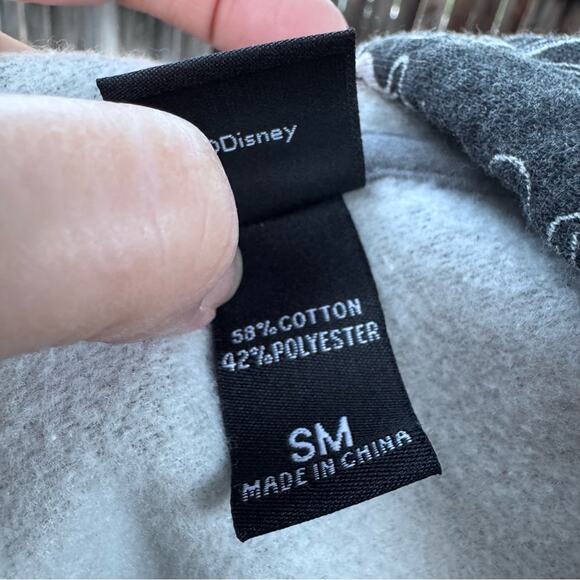 ©Disney
58% COTTON
42% POLYESTER
SM
MADE IN CHINA